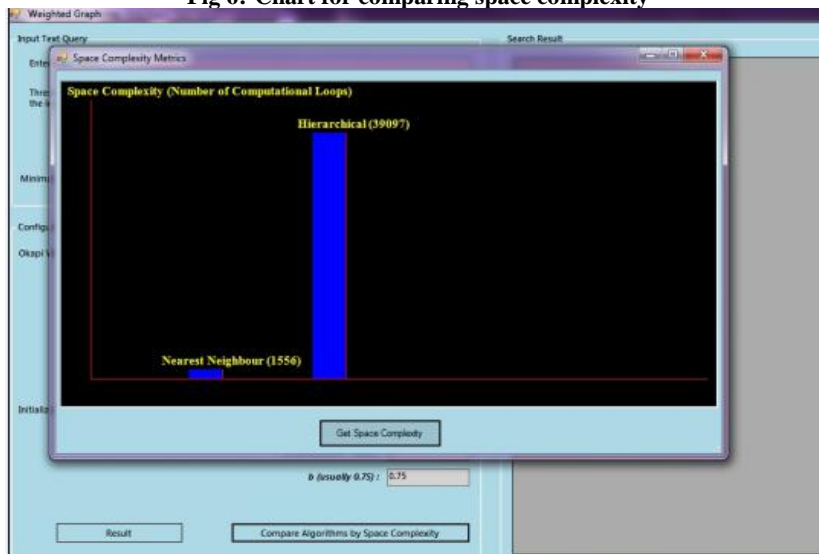 Fig 6: Chart for comparing space complexity
Weighted Graph
Input Text Query
Search Result
Space Complexity Metrics
Space Complexity (Number of Computational Loops)
Hierarchical (39097)
Nearest Neighbour (1556)
Get Space Complexity
b (usually 0.75) : 0.75
Result
Compare Algorithms by Space Complexity